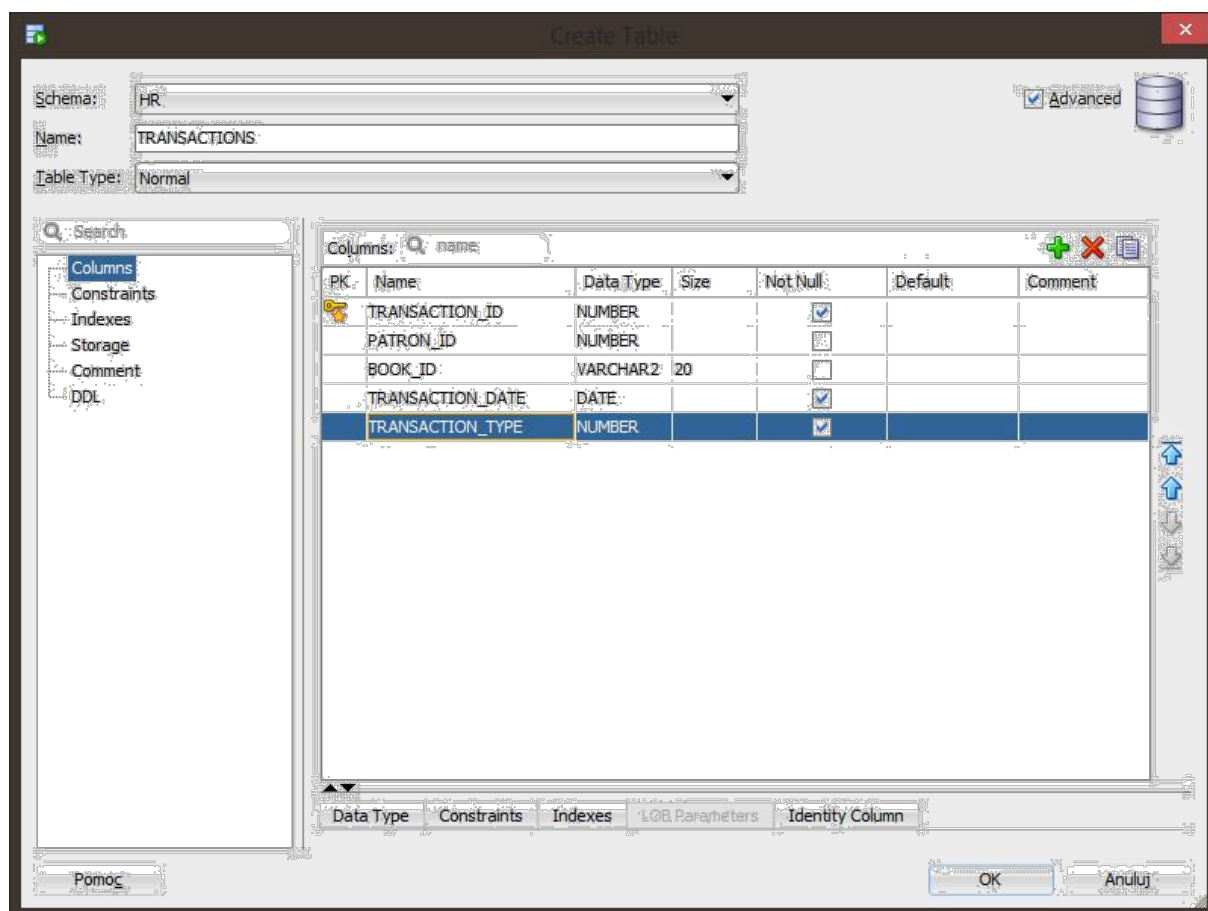 Create Table
Schema: HR
Advanced
Name: TRANSACTIONS
Table Type: Normal
Search
Columns
Constraints
Indexes
Storage
Comment
DDL
Columns: name
PK Name Data Type Size Not Null Default Comment
TRANSACTION_ID NUMBER
PATRON_ID NUMBER
BOOK_ID VARCHAR2 20
TRANSACTION_DATE DATE
TRANSACTION_TYPE NUMBER
Data Type Constraints Indexes LOB Parameters Identity Column
Pomoc OK Anuluj